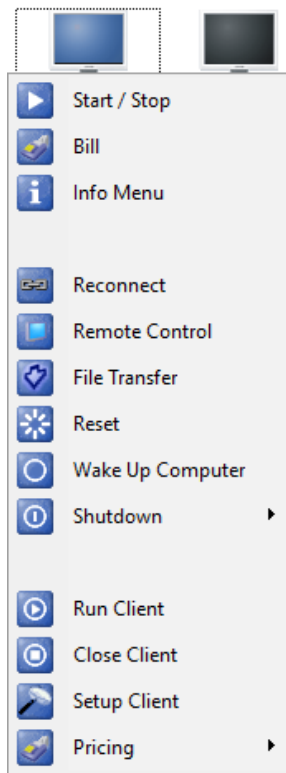 Start / Stop
Bill
Info Menu
Reconnect
Remote Control
File Transfer
Reset
Wake Up Computer
Shutdown
Run Client
Close Client
Setup Client
Pricing